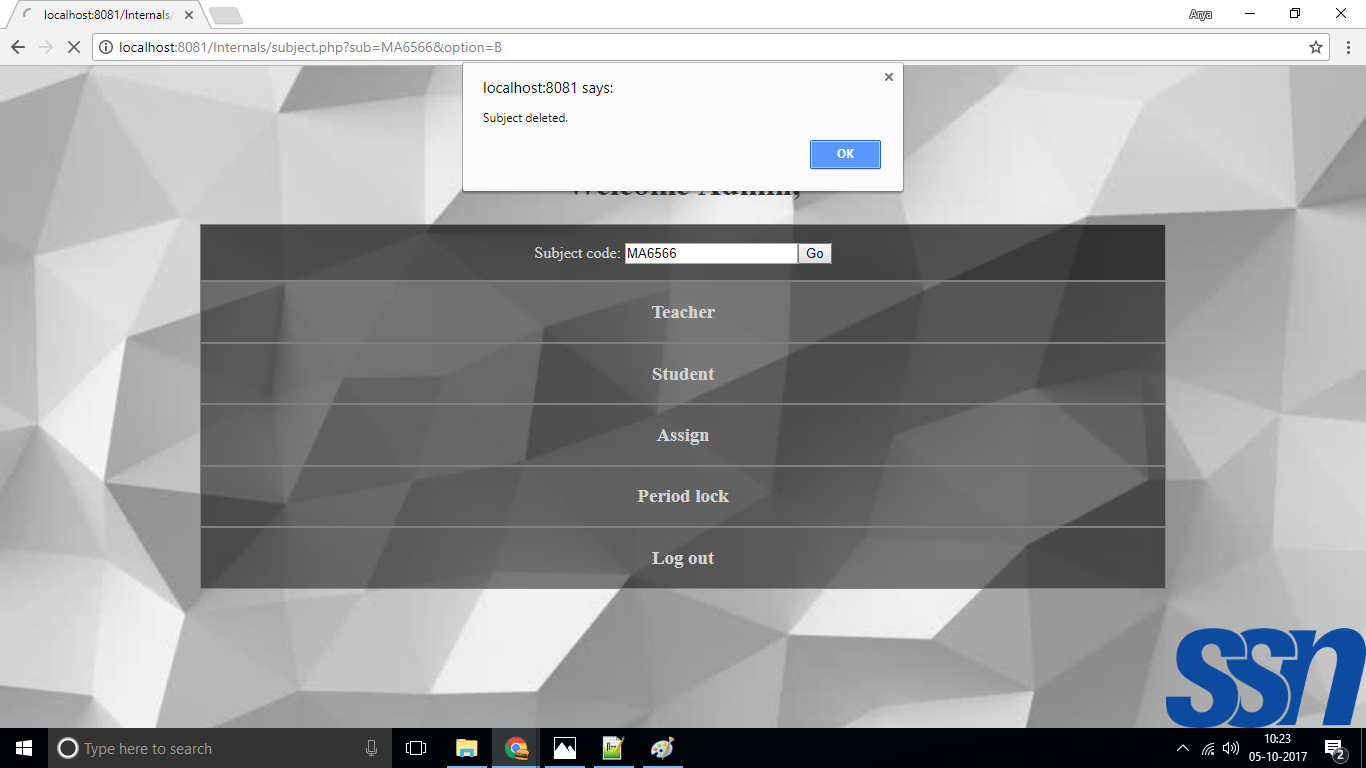 localhost:8081/Internals/
Arya
localhost:8081/Internals/subject.php?sub=MA6566&option=B
localhost:8081 says:
Subject deleted.
OK
Welcome Admin,
Subject code: MA6566 Go
Teacher
Student
Assign
Period lock
Log out
ssn
Type here to search
10:23
05-10-2017
2